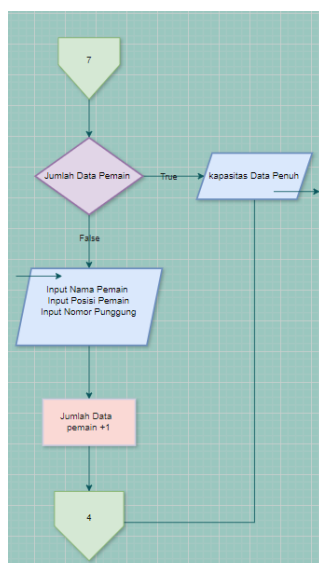 7
Jumlah Data Pemain
True
kapasitas Data Penuh
False
Input Nama Pemain
Input Posisi Pemain
Input Nomor Punggung
Jumlah Data
pemain +1
4